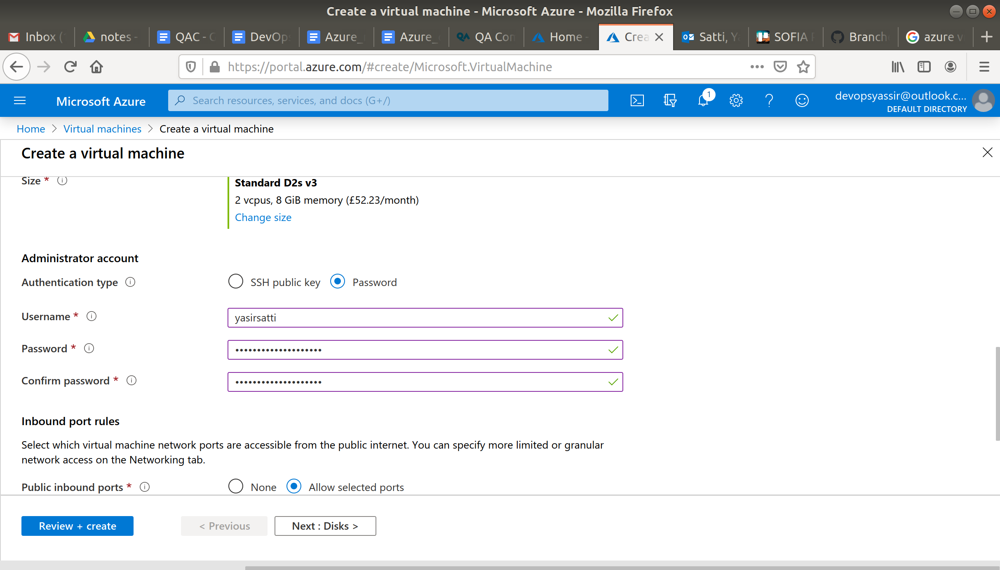 Create a virtual machine - Microsoft Azure - Mozilla Firefox
Inbox ( notes - QAC - DevOps Azure_ Azure_ QA Con Home - Crea Satti, Ya SOFIA Branch azure v
https://portal.azure.com/#create/Microsoft.VirtualMachine
Microsoft Azure
Search resources, services, and docs (G+/)
1
devopsyassir@outlook.c...
DEFAULT DIRECTORY
Home > Virtual machines > Create a virtual machine
Create a virtual machine
Size *
Standard D2s v3
2 vcpus, 8 GiB memory (£52.23/month)
Change size
Administrator account
Authentication type
SSH public key Password
Username *
yasirsatti
Password *
••••••••••••••••••••
Confirm password *
••••••••••••••••••••
Inbound port rules
Select which virtual machine network ports are accessible from the public internet. You can specify more limited or granular
network access on the Networking tab.
Public inbound ports *
None Allow selected ports
Review + create < Previous Next : Disks >